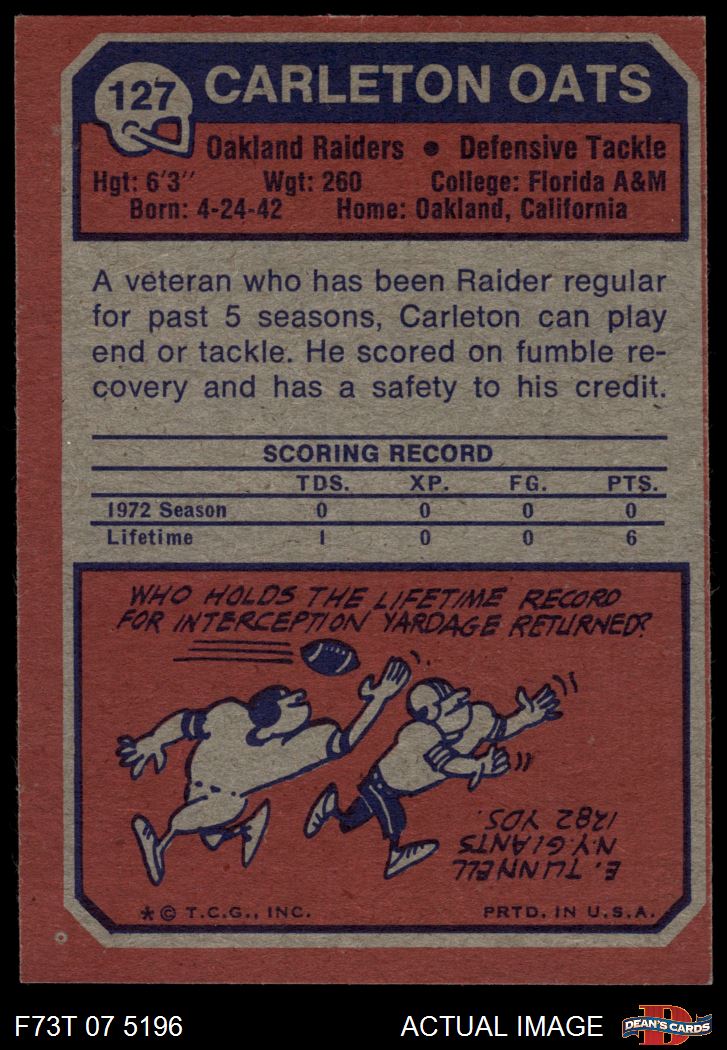 127
CARLETON OATS
Oakland Raiders • Defensive Tackle
Hgt: 6'3" Wgt: 260 College: Florida A&M
Born: 4-24-42 Home: Oakland, California
A veteran who has been Raider regular
for past 5 seasons, Carleton can play
end or tackle. He scored on fumble re-
covery and has a safety to his credit.
SCORING RECORD
TDS. XP. FG. PTS.
1972 Season 0 0 0 0
Lifetime 1 0 0 6
WHO HOLDS THE LIFETIME RECORD
FOR INTERCEPTION YARDAGE RETURNED?
E. TUNNELL
N.Y. GIANTS
1282 YDS.
* © T.C.G., INC. PRTD. IN U.S.A.
F73T 07 5196 ACTUAL IMAGE
D
DEAN'S CARDS